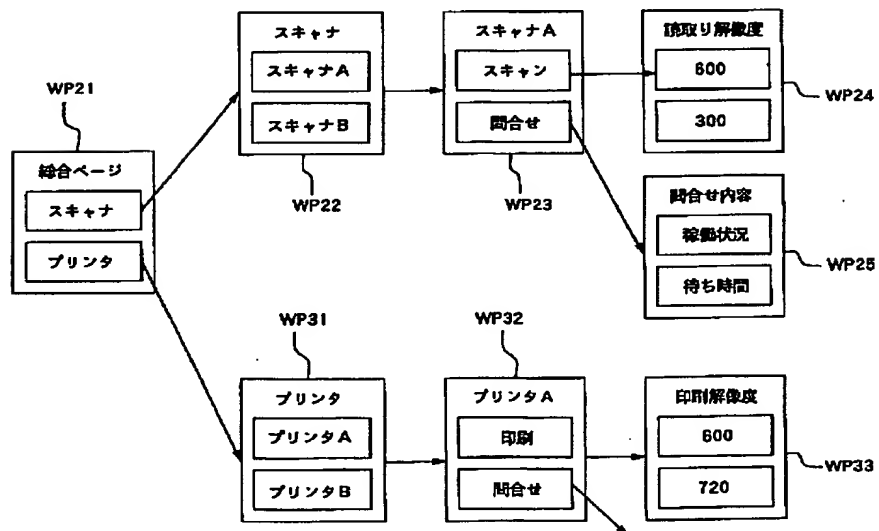 WP21
総合ページ
スキャナ
プリンタ
スキャナ
スキャナA
スキャナB
WP22
スキャナA
スキャン
問合せ
WP23
読取り解像度
600
300
WP24
問合せ内容
稼働状況
待ち時間
WP25
WP31
プリンタ
プリンタA
プリンタB
WP32
プリンタA
印刷
問合せ
印刷解像度
600
720
WP33